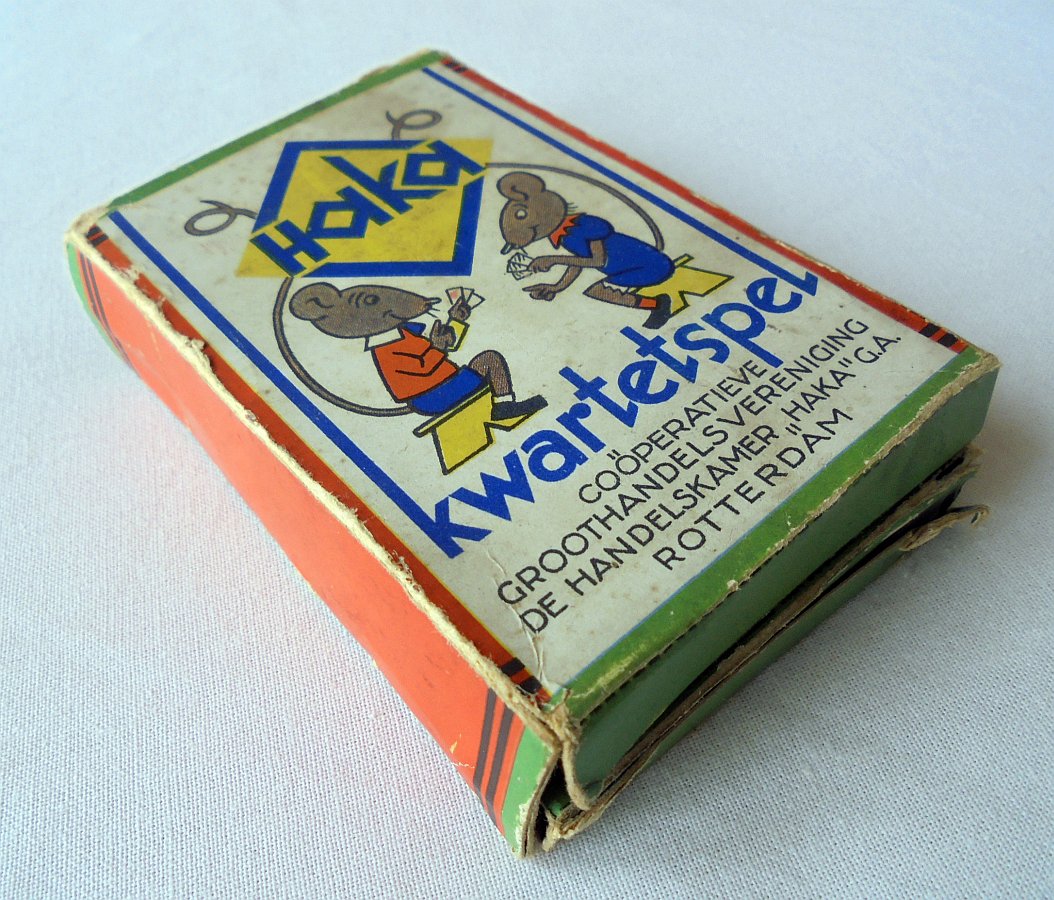 Haka
kwartetspel
COÖPERATIEVE
GROOTHANDELSVERENIGING
DE HANDELSKAMER „HAKA" G.A.
ROTTERDAM